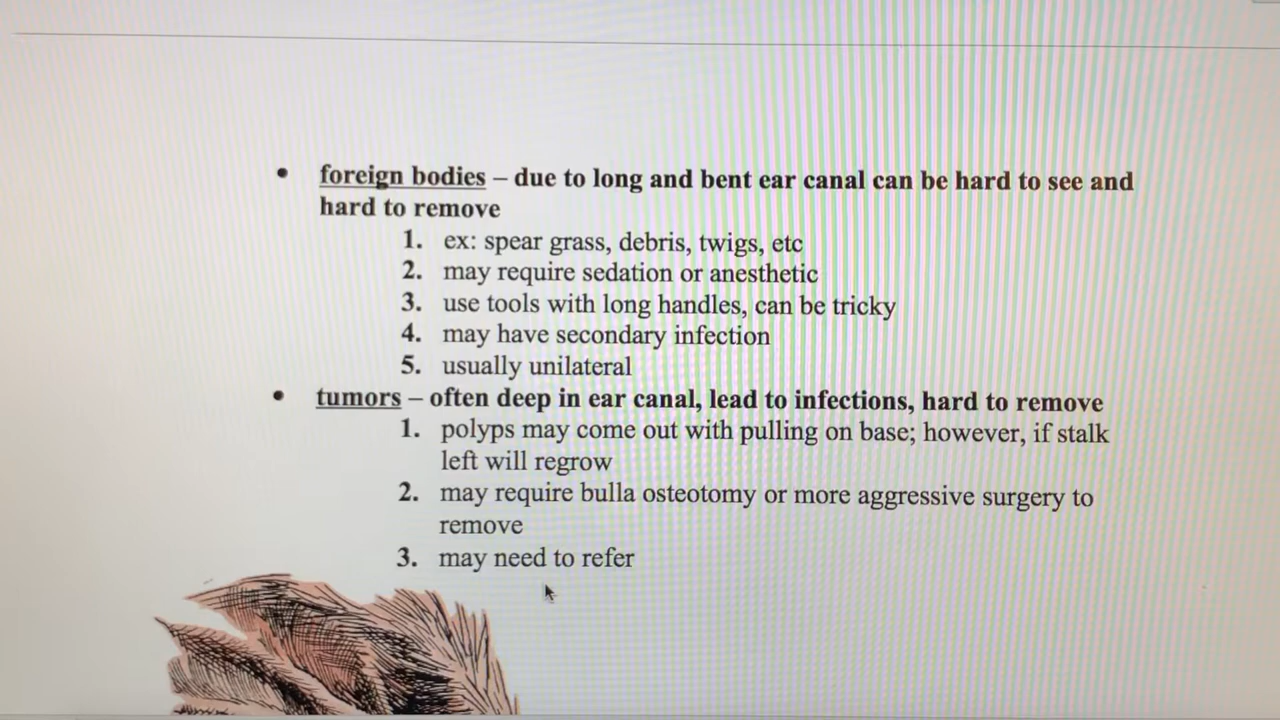 • foreign bodies – due to long and bent ear canal can be hard to see and
hard to remove
1. ex: spear grass, debris, twigs, etc
2. may require sedation or anesthetic
3. use tools with long handles, can be tricky
4. may have secondary infection
5. usually unilateral
• tumors – often deep in ear canal, lead to infections, hard to remove
1. polyps may come out with pulling on base; however, if stalk
left will regrow
2. may require bulla osteotomy or more aggressive surgery to
remove
3. may need to refer